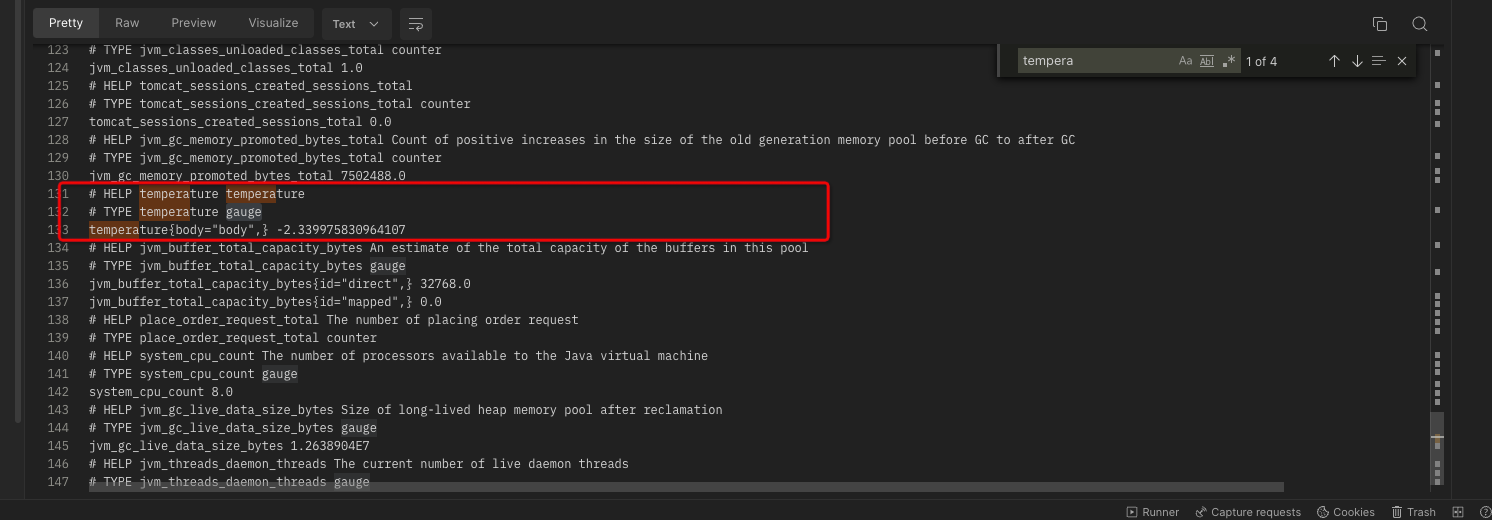 Pretty Raw Preview Visualize Text
tempera Aa Abl .* 1 of 4
123 # TYPE jvm_classes_unloaded_classes_total counter
124 jvm_classes_unloaded_classes_total 1.0
125 # HELP tomcat_sessions_created_sessions_total
126 # TYPE tomcat_sessions_created_sessions_total counter
127 tomcat_sessions_created_sessions_total 0.0
128 # HELP jvm_gc_memory_promoted_bytes_total Count of positive increases in the size of the old generation memory pool before GC to after GC
129 # TYPE jvm_gc_memory_promoted_bytes_total counter
130 jvm_gc_memory_promoted_bytes_total 7502488.0
131 # HELP temperature temperature
132 # TYPE temperature gauge
133 temperature{body="body",} -2.339975830964107
134 # HELP jvm_buffer_total_capacity_bytes An estimate of the total capacity of the buffers in this pool
135 # TYPE jvm_buffer_total_capacity_bytes gauge
136 jvm_buffer_total_capacity_bytes{id="direct",} 32768.0
137 jvm_buffer_total_capacity_bytes{id="mapped",} 0.0
138 # HELP place_order_request_total The number of placing order request
139 # TYPE place_order_request_total counter
140 # HELP system_cpu_count The number of processors available to the Java virtual machine
141 # TYPE system_cpu_count gauge
142 system_cpu_count 8.0
143 # HELP jvm_gc_live_data_size_bytes Size of long-lived heap memory pool after reclamation
144 # TYPE jvm_gc_live_data_size_bytes gauge
145 jvm_gc_live_data_size_bytes 1.2638904E7
146 # HELP jvm_threads_daemon_threads The current number of live daemon threads
147 # TYPE jvm_threads_daemon_threads gauge
Runner Capture requests Cookies Trash